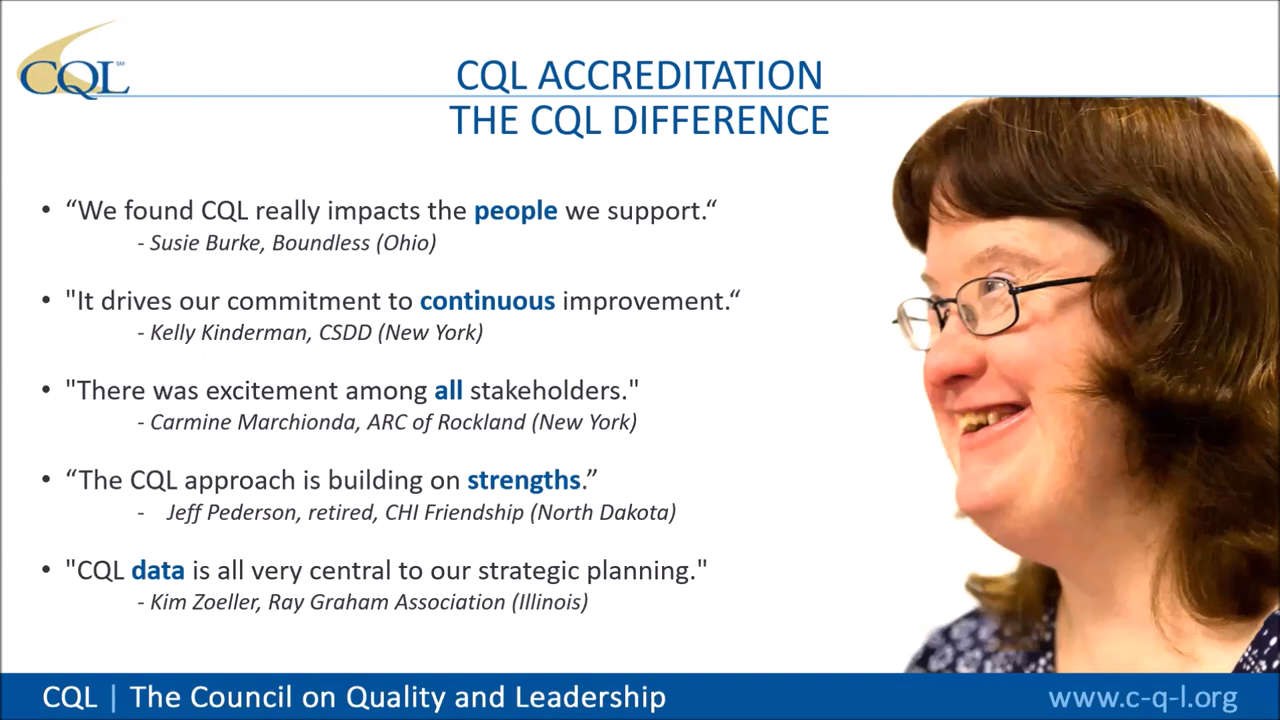 CQL℠
CQL ACCREDITATION
THE CQL DIFFERENCE
• “We found CQL really impacts the people we support.“
- Susie Burke, Boundless (Ohio)
• "It drives our commitment to continuous improvement.“
- Kelly Kinderman, CSDD (New York)
• "There was excitement among all stakeholders."
- Carmine Marchionda, ARC of Rockland (New York)
• “The CQL approach is building on strengths.”
- Jeff Pederson, retired, CHI Friendship (North Dakota)
• "CQL data is all very central to our strategic planning."
- Kim Zoeller, Ray Graham Association (Illinois)
CQL | The Council on Quality and Leadership
www.c-q-l.org